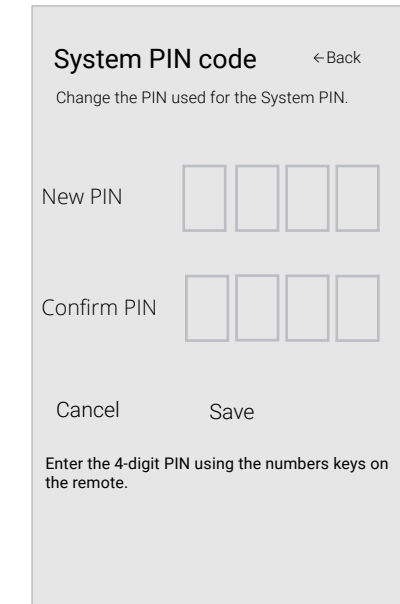 System PIN code
←Back
Change the PIN used for the System PIN.
New PIN
Confirm PIN
Cancel
Save
Enter the 4-digit PIN using the numbers keys on
the remote.